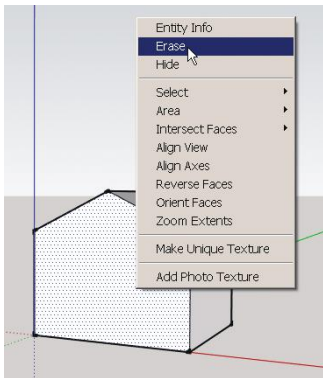 Entity Info
Erase
Hide
Select
Area
Intersect Faces
Align View
Align Axes
Reverse Faces
Orient Faces
Zoom Extents
Make Unique Texture
Add Photo Texture